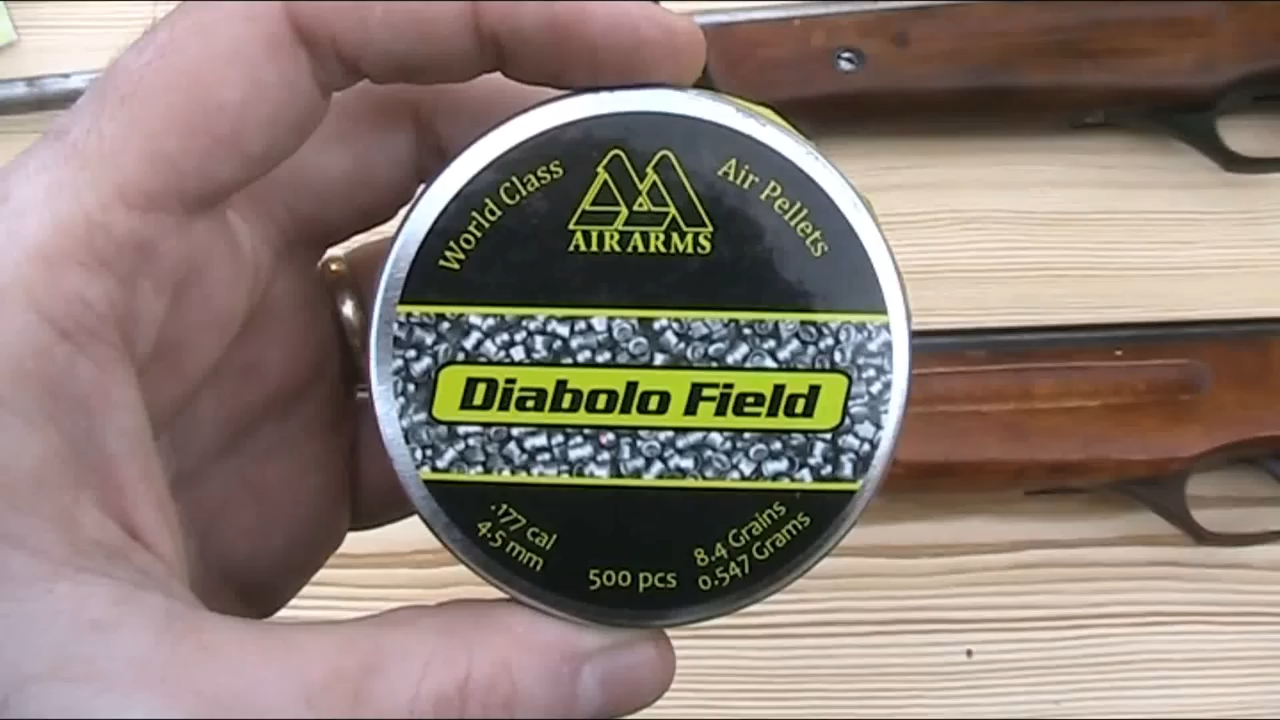 World Class
Air Pellets
AIR ARMS
Diabolo Field
.177 cal
4.5 mm
500 pcs
8.4 Grains
0.547 Grams